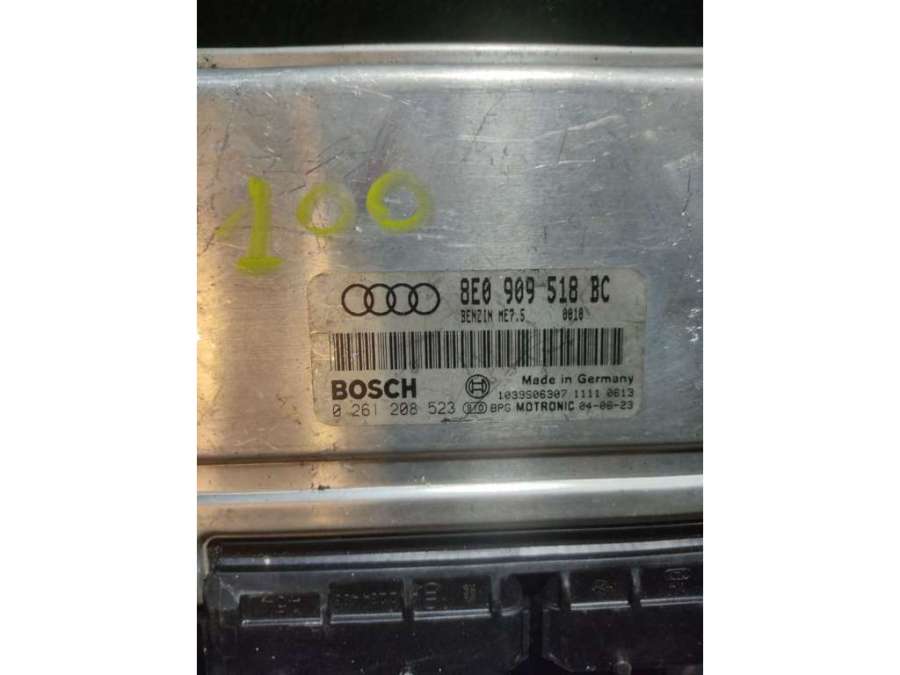 100
8E0 909 518 BC
BENZIN ME7.5 0010
BOSCH
Made in Germany
1039S06307 1111 0613
0 261 208 523 BPG MOTRONIC 04-06-23